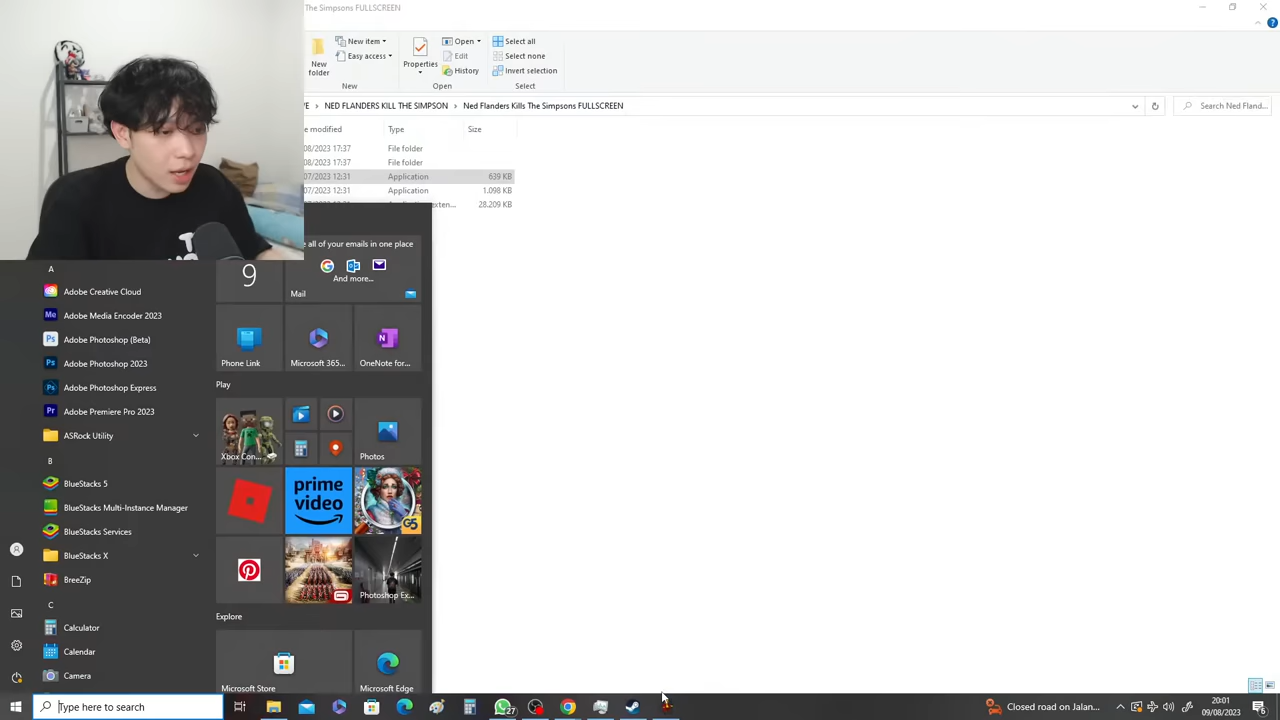 The Simpsons FULLSCREEN
New item
Open
Select all
Easy access
Edit
Select none
New folder
Properties
History
Invert selection
New
Open
Select
VE > NED FLANDERS KILL THE SIMPSON > Ned Flanders Kills The Simpsons FULLSCREEN
Search Ned Fland...
modified Type Size
08/2023 17:37 File folder
08/2023 17:37 File folder
07/2023 12:31 Application 639 KB
07/2023 12:31 Application 1.098 KB
28.209 KB
all of your emails in one place
And more...
Mail
9
A
Adobe Creative Cloud
Adobe Media Encoder 2023
Adobe Photoshop (Beta)
Adobe Photoshop 2023
Adobe Photoshop Express
Adobe Premiere Pro 2023
ASRock Utility
B
BlueStacks 5
BlueStacks Multi-Instance Manager
BlueStacks Services
BlueStacks X
BreeZip
C
Calculator
Calendar
Camera
Phone Link
Microsoft 365...
OneNote for...
Play
Xbox Con...
Photos
prime video
G5
Photoshop Ex...
Explore
Microsoft Store
Microsoft Edge
Type here to search
27
Closed road on Jalan...
20:01
09/08/2023
6